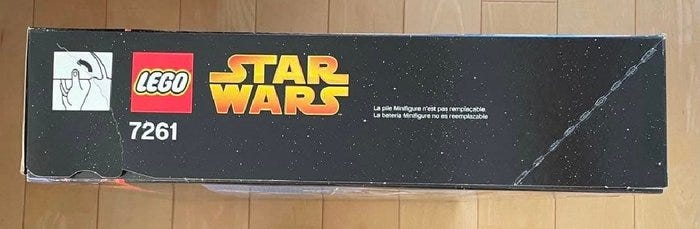 LEGO
STAR
WARS
7261
La pile Minifigure n'est pas remplaçable.
La batería Minifigure no es reemplazable